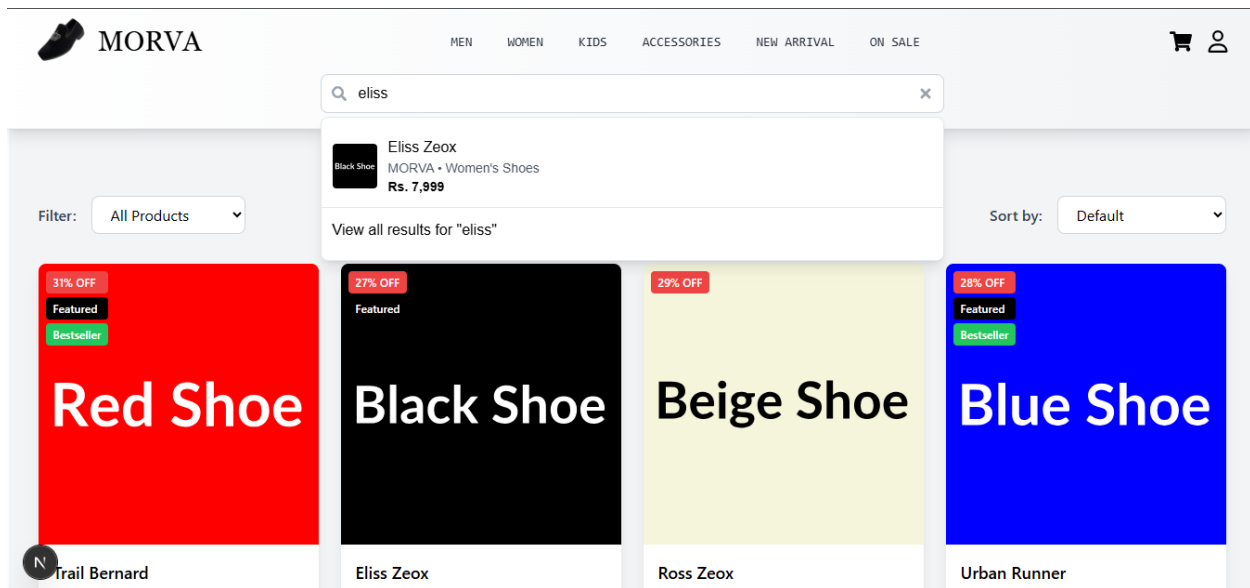 MORVA
MEN WOMEN KIDS ACCESSORIES NEW ARRIVAL ON SALE
eliss
Black Shoe
Eliss Zeox
MORVA • Women's Shoes
Rs. 7,999
View all results for "eliss"
Filter: All Products
Sort by: Default
31% OFF
Featured
Bestseller
Red Shoe
Trail Bernard
27% OFF
Featured
Black Shoe
Eliss Zeox
29% OFF
Beige Shoe
Ross Zeox
28% OFF
Featured
Bestseller
Blue Shoe
Urban Runner
N